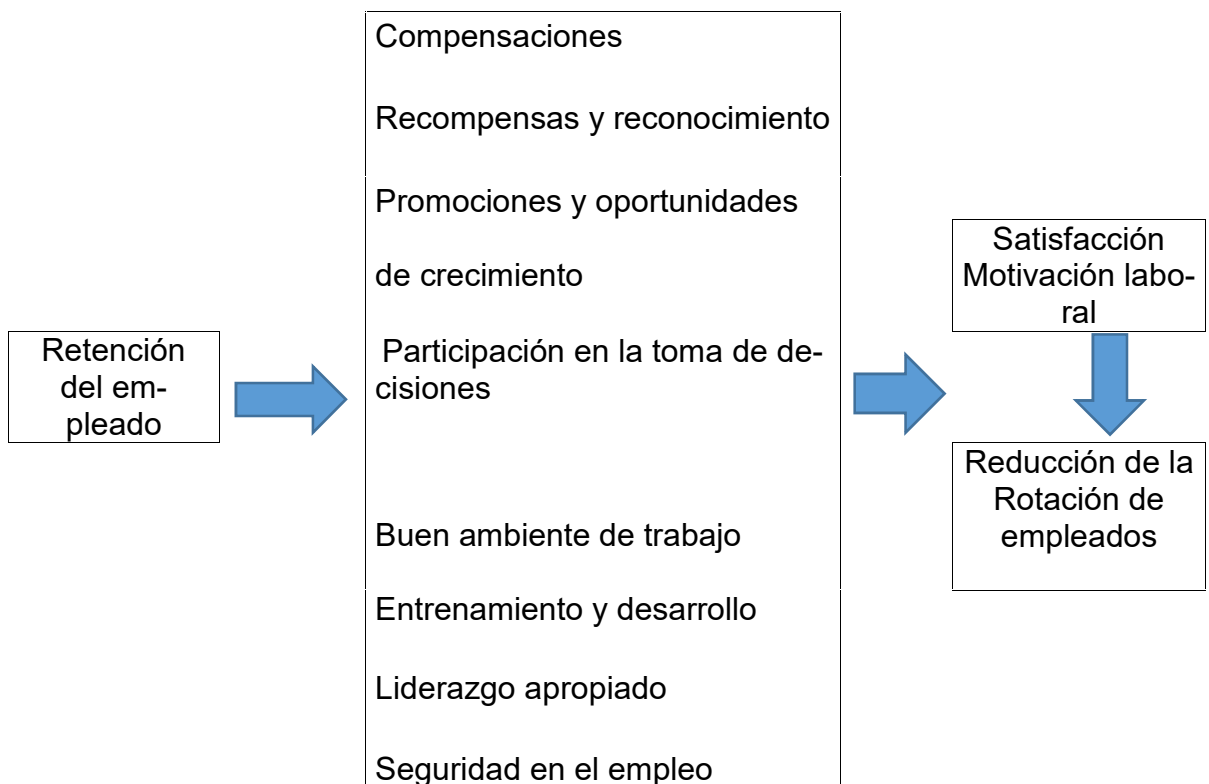 Retención
del em-
pleado
Compensaciones
Recompensas y reconocimiento
Promociones y oportunidades
de crecimiento
Participación en la toma de de-
cisiones
Buen ambiente de trabajo
Entrenamiento y desarrollo
Liderazgo apropiado
Seguridad en el empleo
Satisfacción
Motivación labo-
ral
Reducción de la
Rotación de
empleados